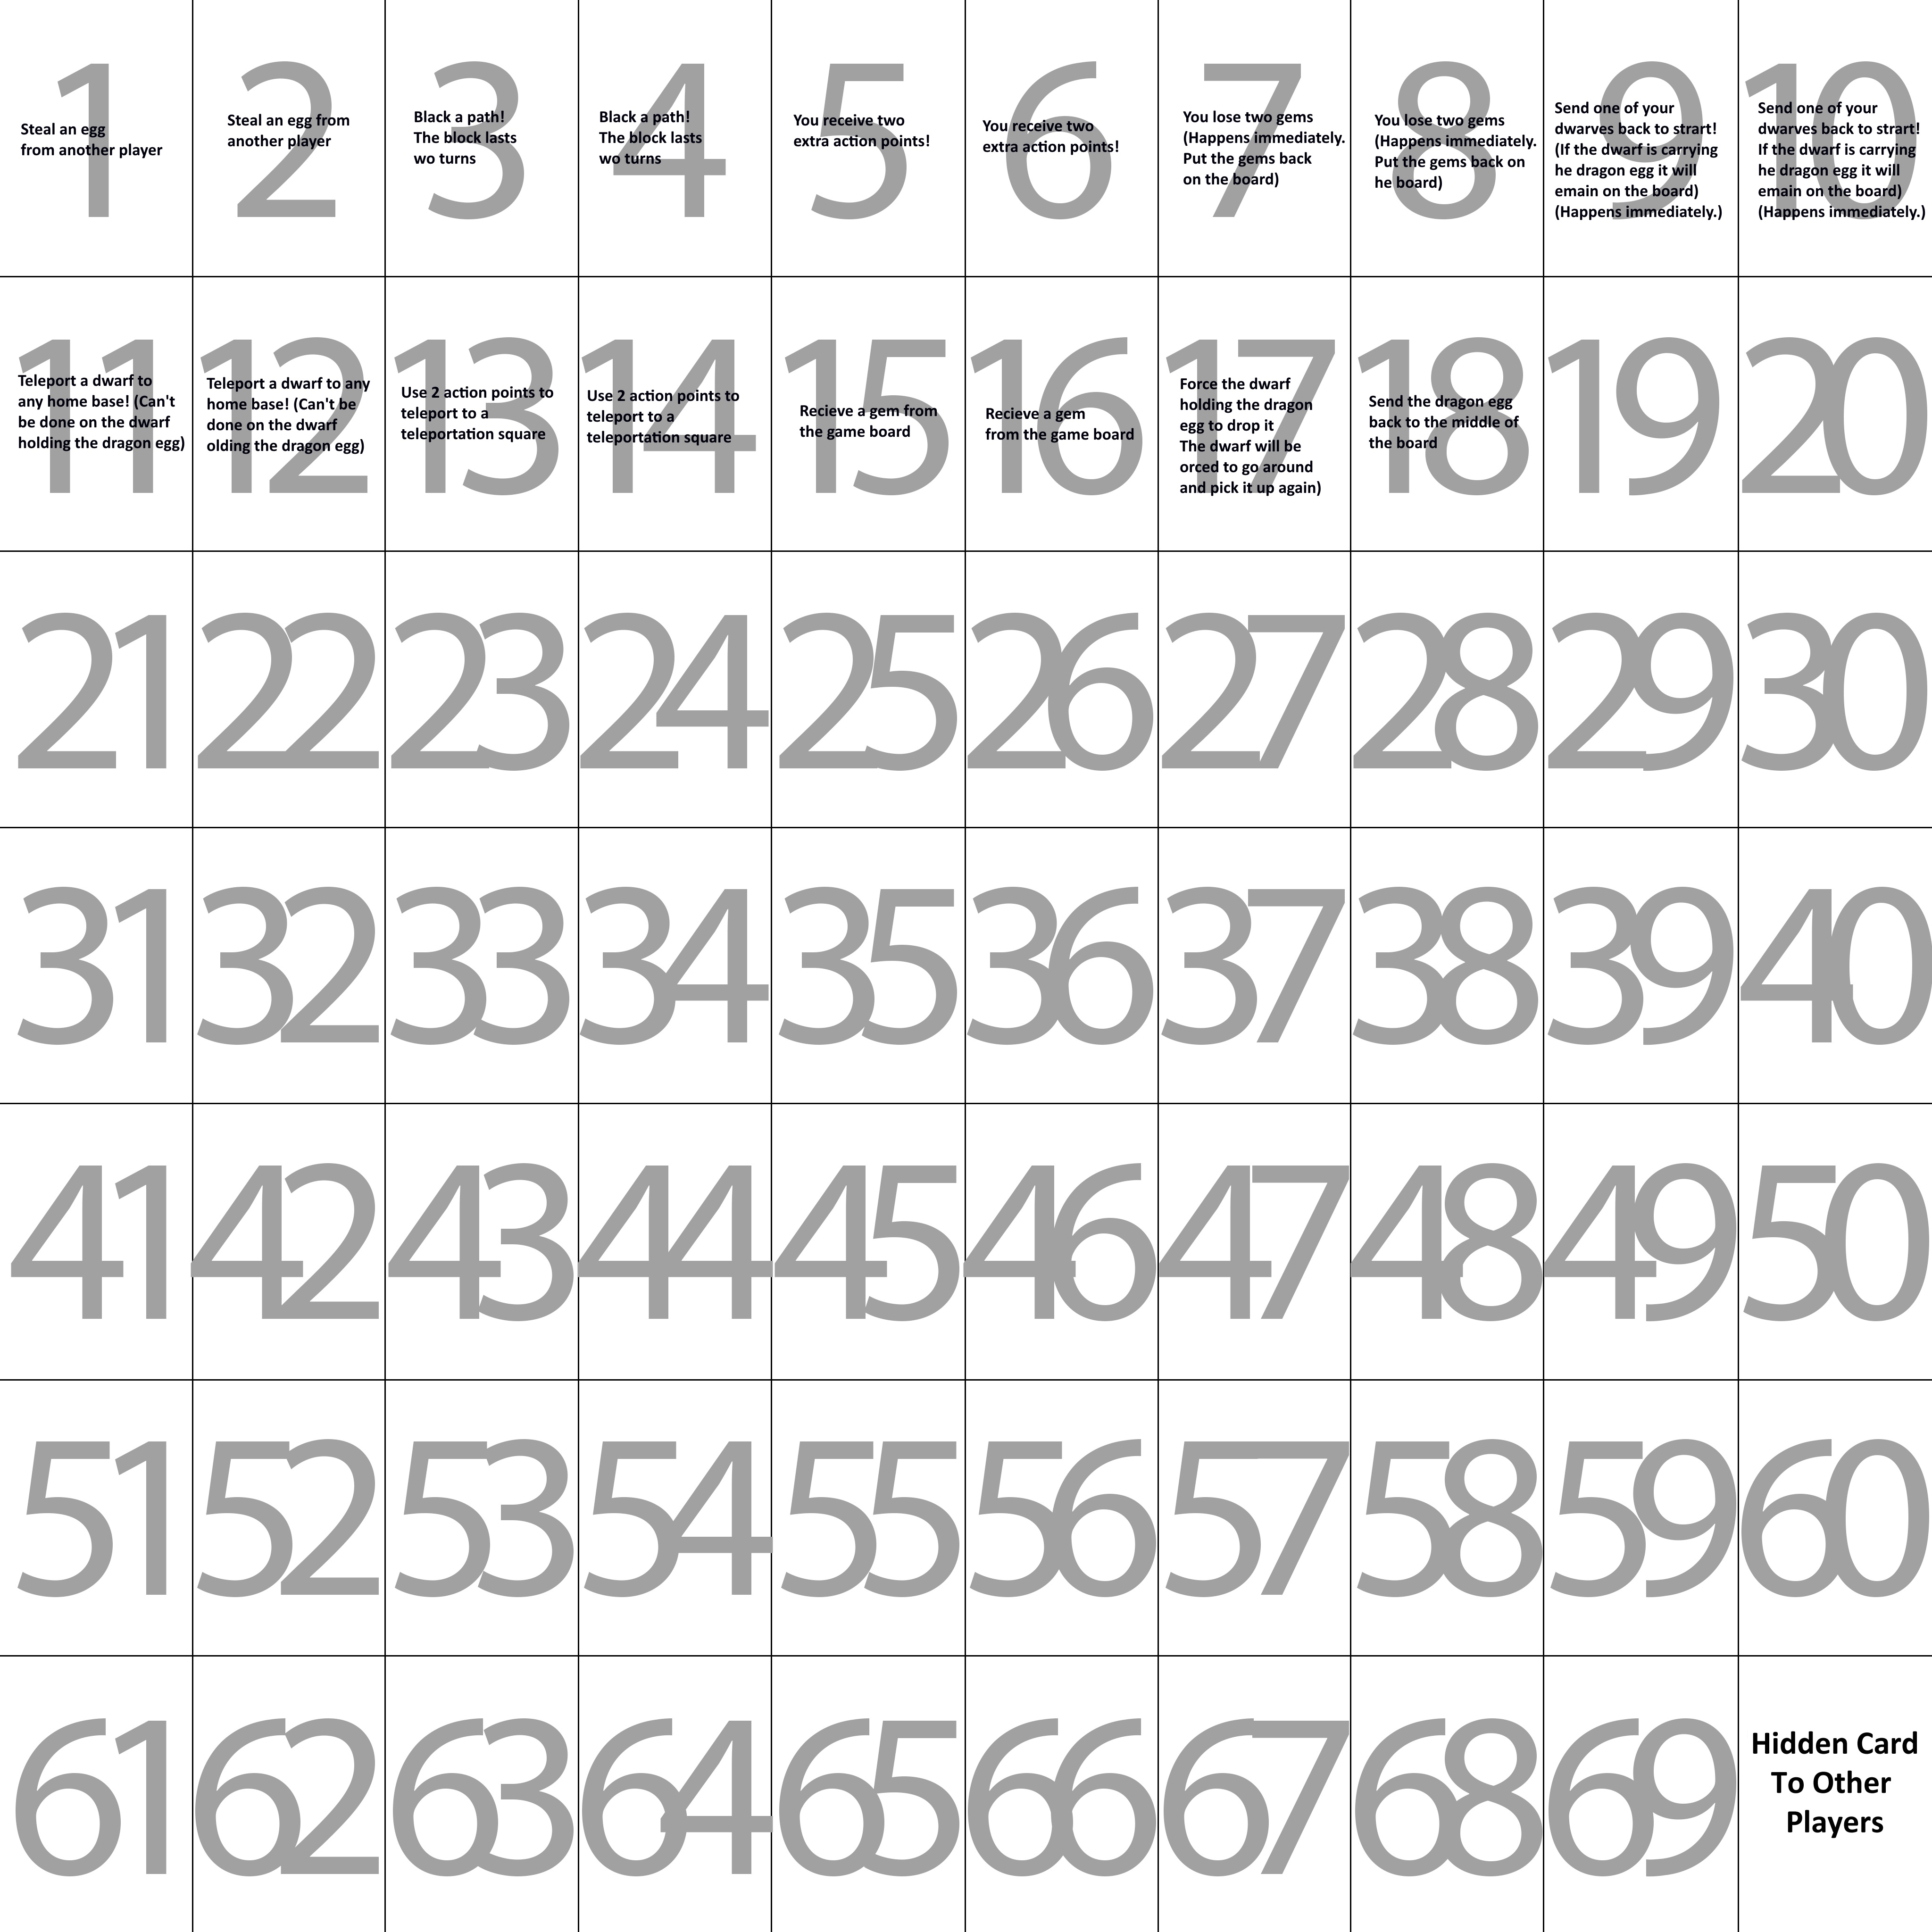 1
Steal an egg
from another player
2
Steal an egg from
another player
3
Black a path!
The block lasts
wo turns
4
Black a path!
The block lasts
wo turns
5
You receive two
extra action points!
6
You receive two
extra action points!
7
You lose two gems
(Happens immediately.
Put the gems back
on the board)
8
You lose two gems
(Happens immediately.
Put the gems back on
he board)
9
Send one of your
dwarves back to strart!
(If the dwarf is carrying
he dragon egg it will
emain on the board)
(Happens immediately.)
10
Send one of your
dwarves back to strart!
If the dwarf is carrying
he dragon egg it will
emain on the board)
(Happens immediately.)
11
Teleport a dwarf to
any home base! (Can't
be done on the dwarf
holding the dragon egg)
12
Teleport a dwarf to any
home base! (Can't be
done on the dwarf
olding the dragon egg)
13
Use 2 action points to
teleport to a
teleportation square
14
Use 2 action points to
teleport to a
teleportation square
15
Recieve a gem from
the game board
16
Recieve a gem
from the game board
17
Force the dwarf
holding the dragon
egg to drop it
The dwarf will be
orced to go around
and pick it up again)
18
Send the dragon egg
back to the middle of
the board
19
20
21
22
23
24
25
26
27
28
29
30
31
32
33
34
35
36
37
38
39
40
41
42
43
44
45
46
47
48
49
50
51
52
53
54
55
56
57
58
59
60
61
62
63
64
65
66
67
68
69
Hidden Card
To Other
Players